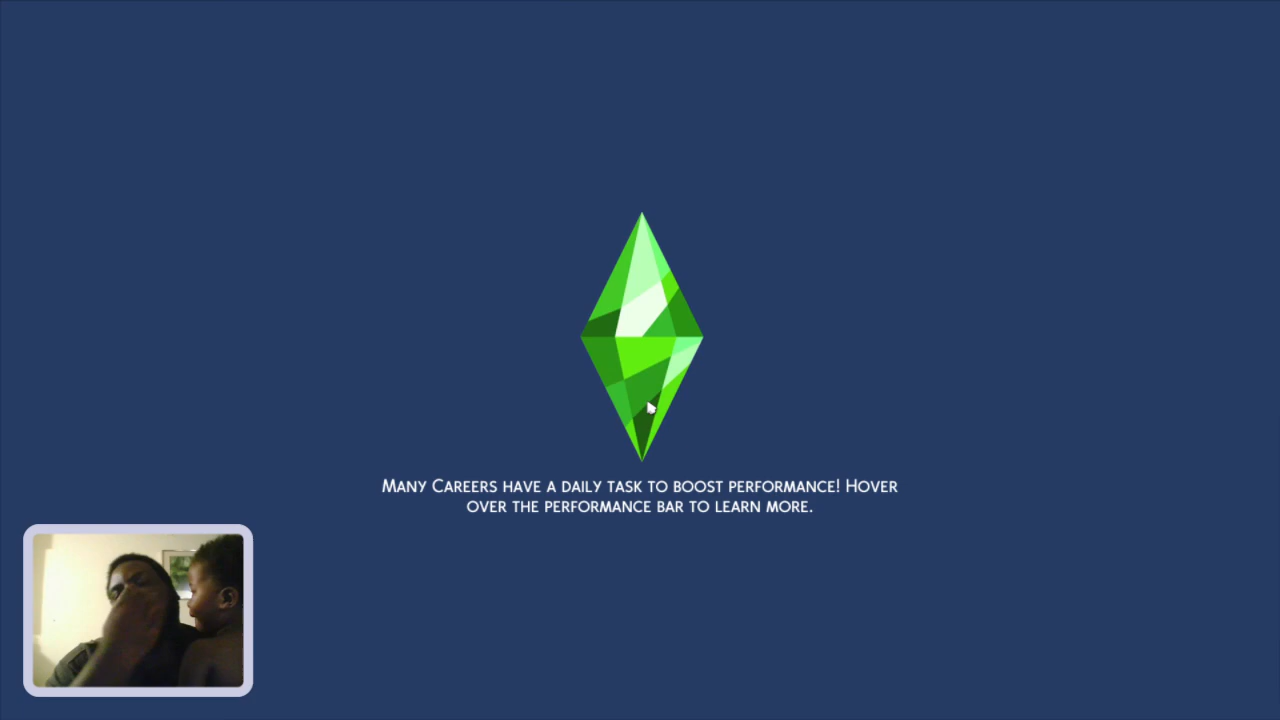 Many Careers have a daily task to boost performance! Hover
over the performance bar to learn more.